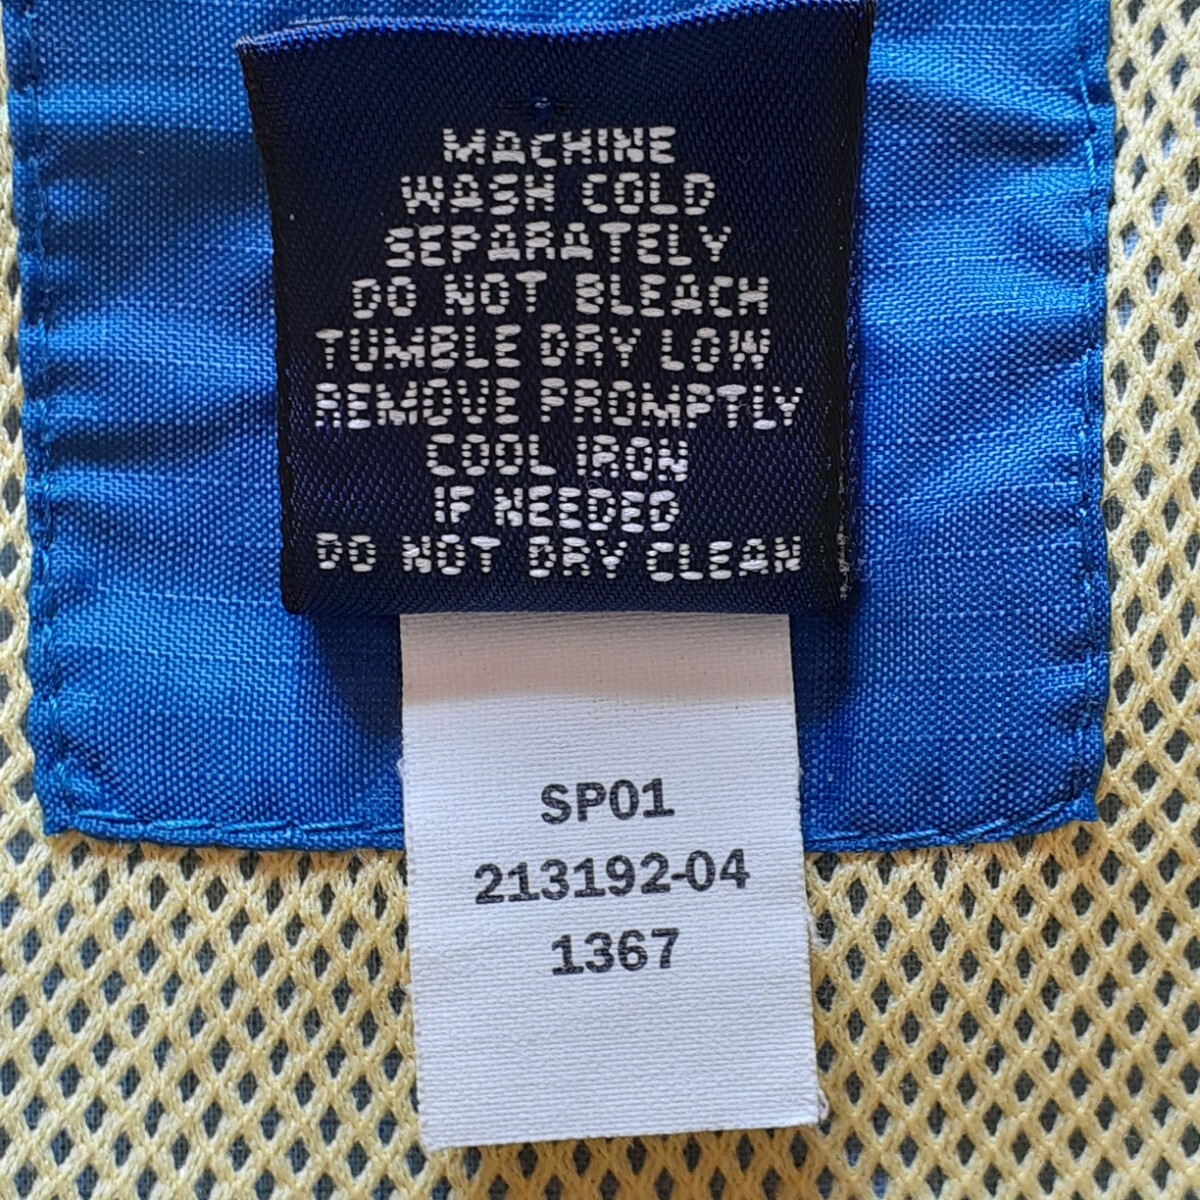 MACHINE
WASH COLD
SEPARATELY
DO NOT BLEACH
TUMBLE DRY LOW
REMOVE PROMPTLY
COOL IRON
IF NEEDED
DO NOT DRY CLEAN
SP01
213192-04
1367